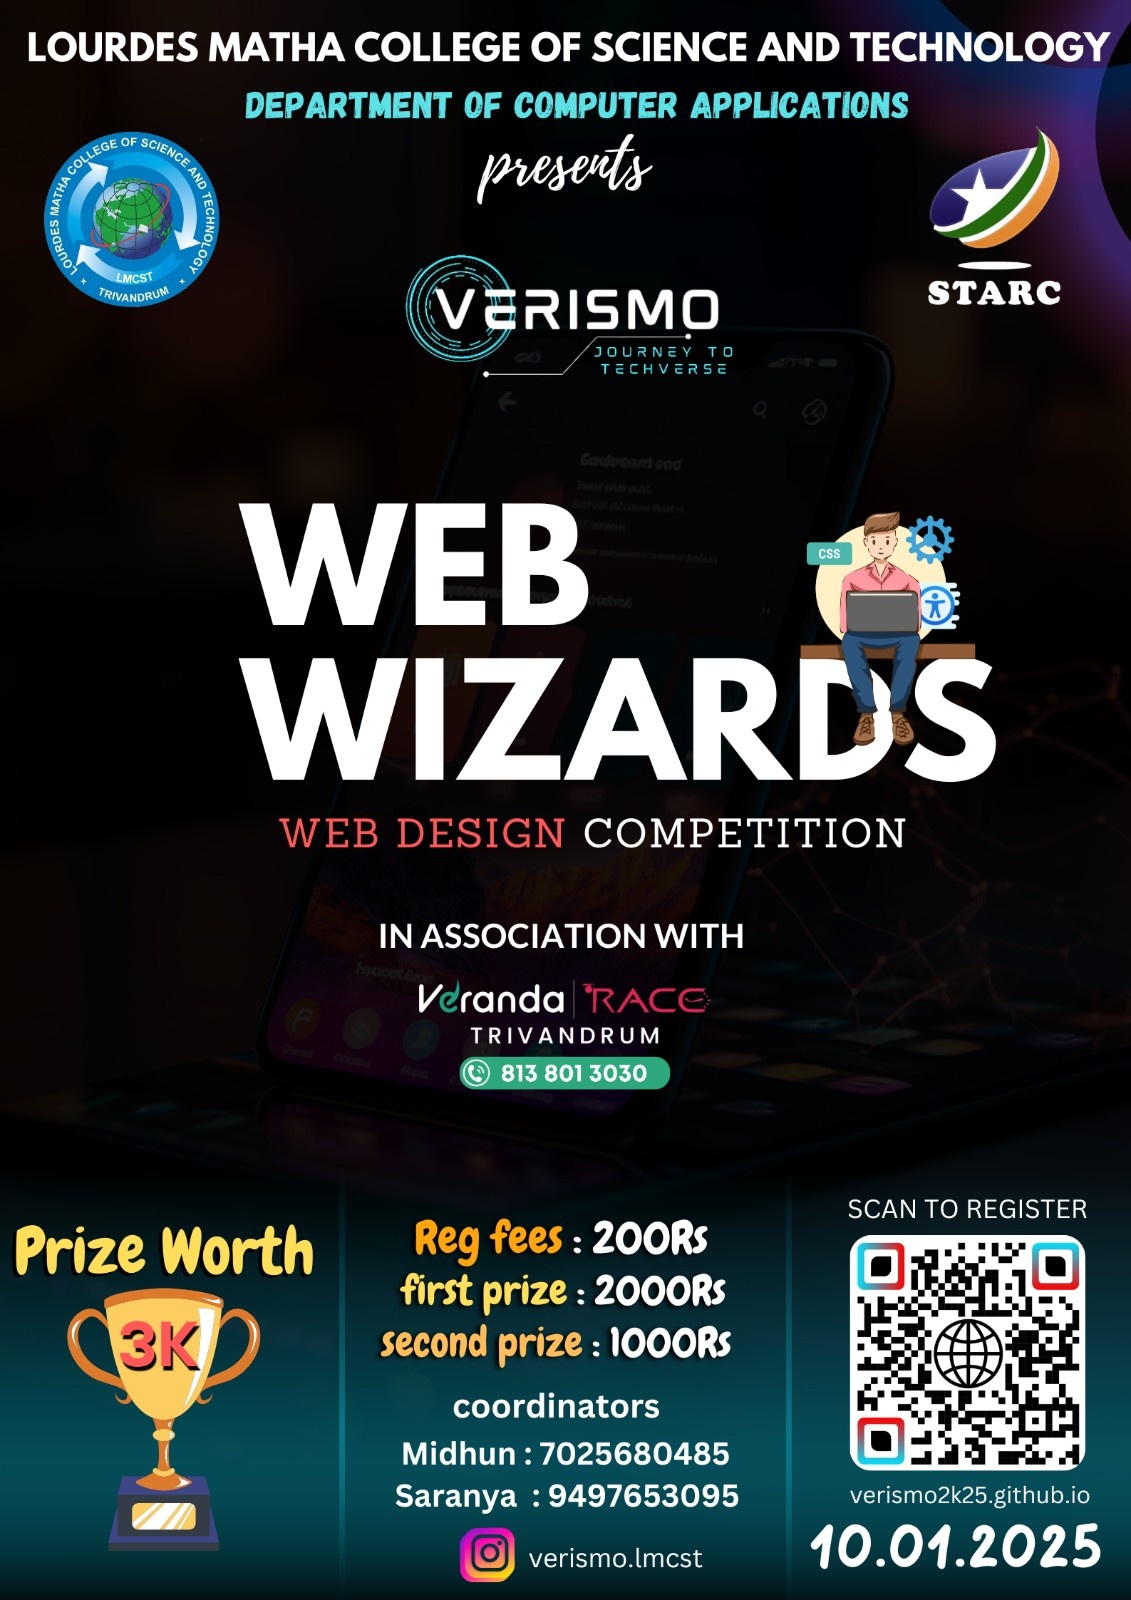 LOURDES MATHA COLLEGE OF SCIENCE AND TECHNOLOGY
DEPARTMENT OF COMPUTER APPLICATIONS
presents
LOURDES MATHA COLLEGE OF SCIENCE AND TECHNOLOGY
LMCST
TRIVANDRUM
STARC
VERISMO
JOURNEY TO
TECHVERSE
WEB
CSS
WIZARDS
WEB DESIGN COMPETITION
IN ASSOCIATION WITH
Veranda RACE
TRIVANDRUM
813 801 3030
Prize Worth
3K
Reg fees : 200Rs
first prize : 2000Rs
second prize : 1000Rs
coordinators
Midhun : 7025680485
Saranya : 9497653095
verismo.lmcst
SCAN TO REGISTER
verismo2k25.github.io
10.01.2025